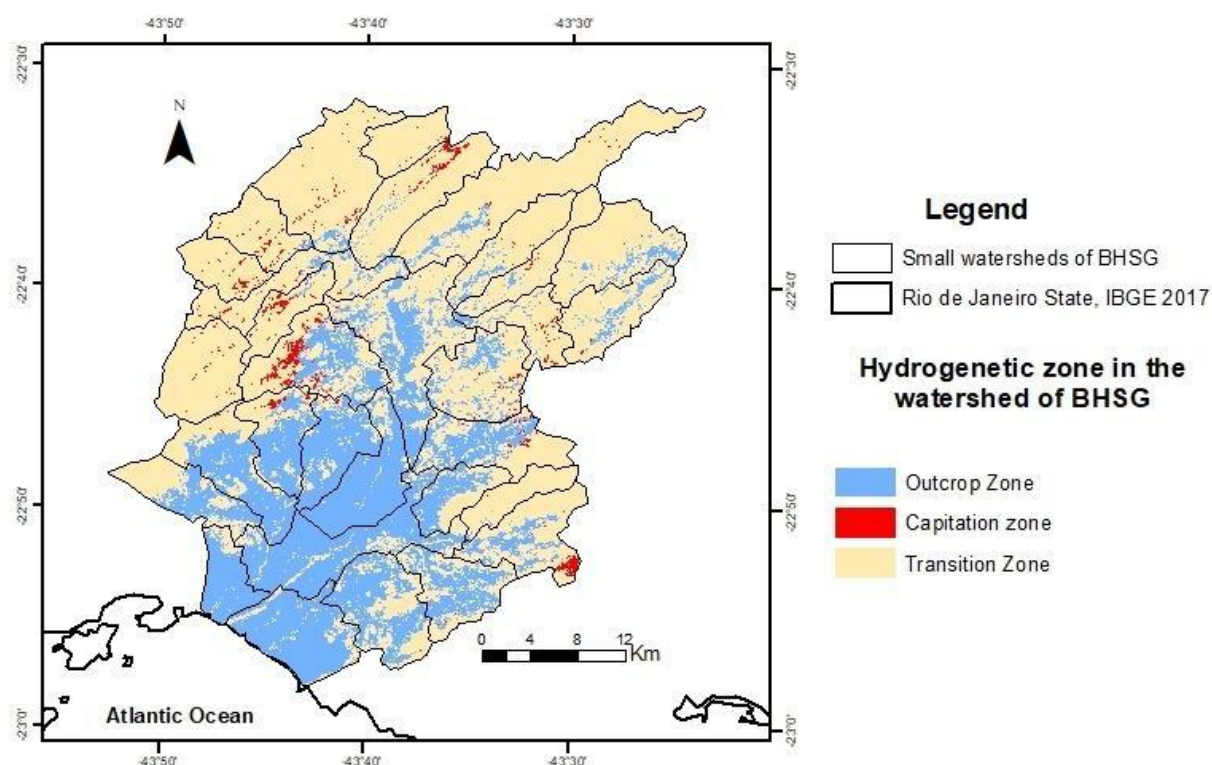 -43°50' -43°40' -43°30'
-22°30' -22°30'
N
-22°40' -22°40'
-22°50' -22°50'
-23°0' -23°0'
0 4 8 12
Km
Atlantic Ocean
-43°50' -43°40' -43°30'
Legend
Small watersheds of BHSG
Rio de Janeiro State, IBGE 2017
Hydrogenetic zone in the
watershed of BHSG
Outcrop Zone
Capitation zone
Transition Zone